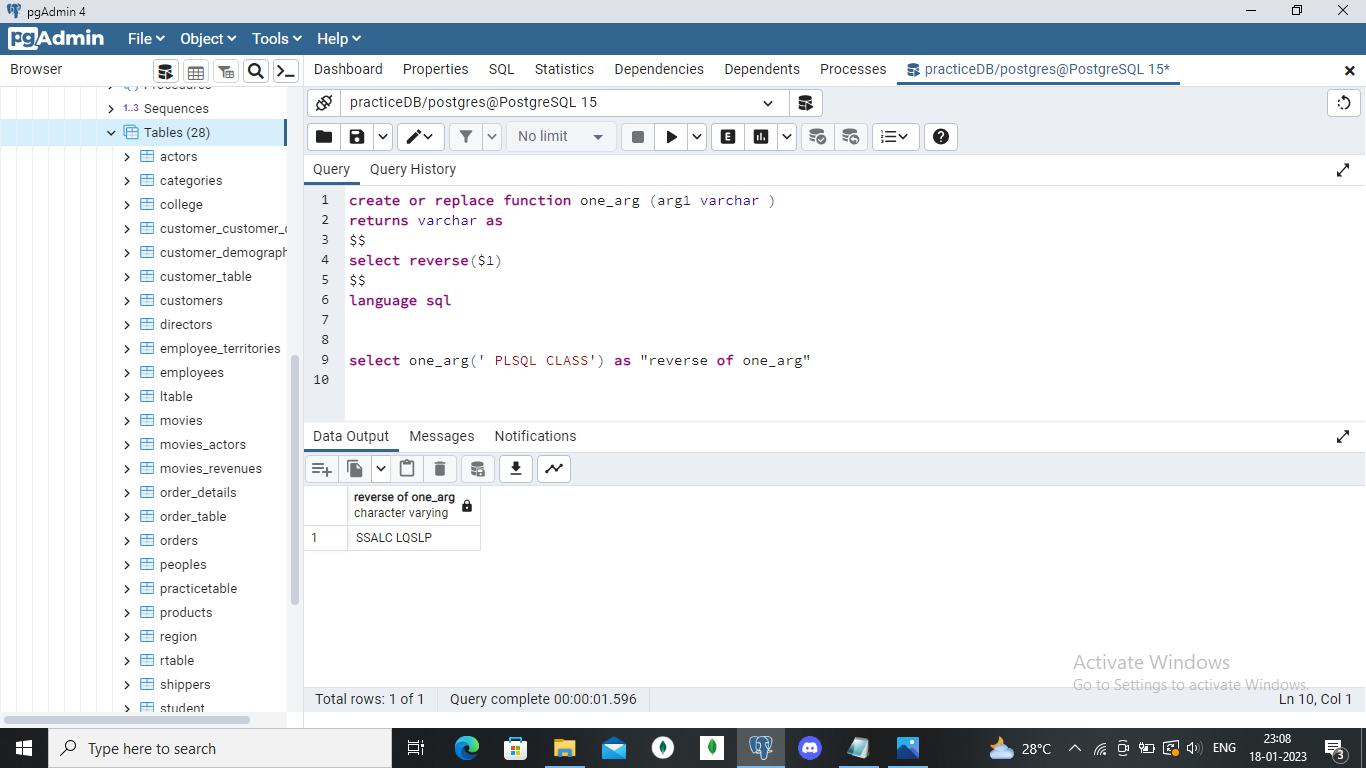 pgAdmin 4
pgAdmin File Object Tools Help
Browser
Dashboard Properties SQL Statistics Dependencies Dependents Processes practiceDB/postgres@PostgreSQL 15*
Procedures
1..3 Sequences
Tables (28)
actors
categories
college
customer_customer_
customer_demograph
customer_table
customers
directors
employee_territories
employees
ltable
movies
movies_actors
movies_revenues
order_details
order_table
orders
peoples
practicetable
products
region
rtable
shippers
student
practiceDB/postgres@PostgreSQL 15
No limit E
Query Query History
1 create or replace function one_arg (arg1 varchar )
2 returns varchar as
3 $$
4 select reverse($1)
5 $$
6 language sql
7
8
9 select one_arg(' PLSQL CLASS') as "reverse of one_arg"
10
Data Output Messages Notifications
reverse of one_arg
character varying
1 SSALC LQSLP
Activate Windows
Go to Settings to activate Windows.
Total rows: 1 of 1 Query complete 00:00:01.596 Ln 10, Col 1
Type here to search
28°C ENG
23:08
18-01-2023
3